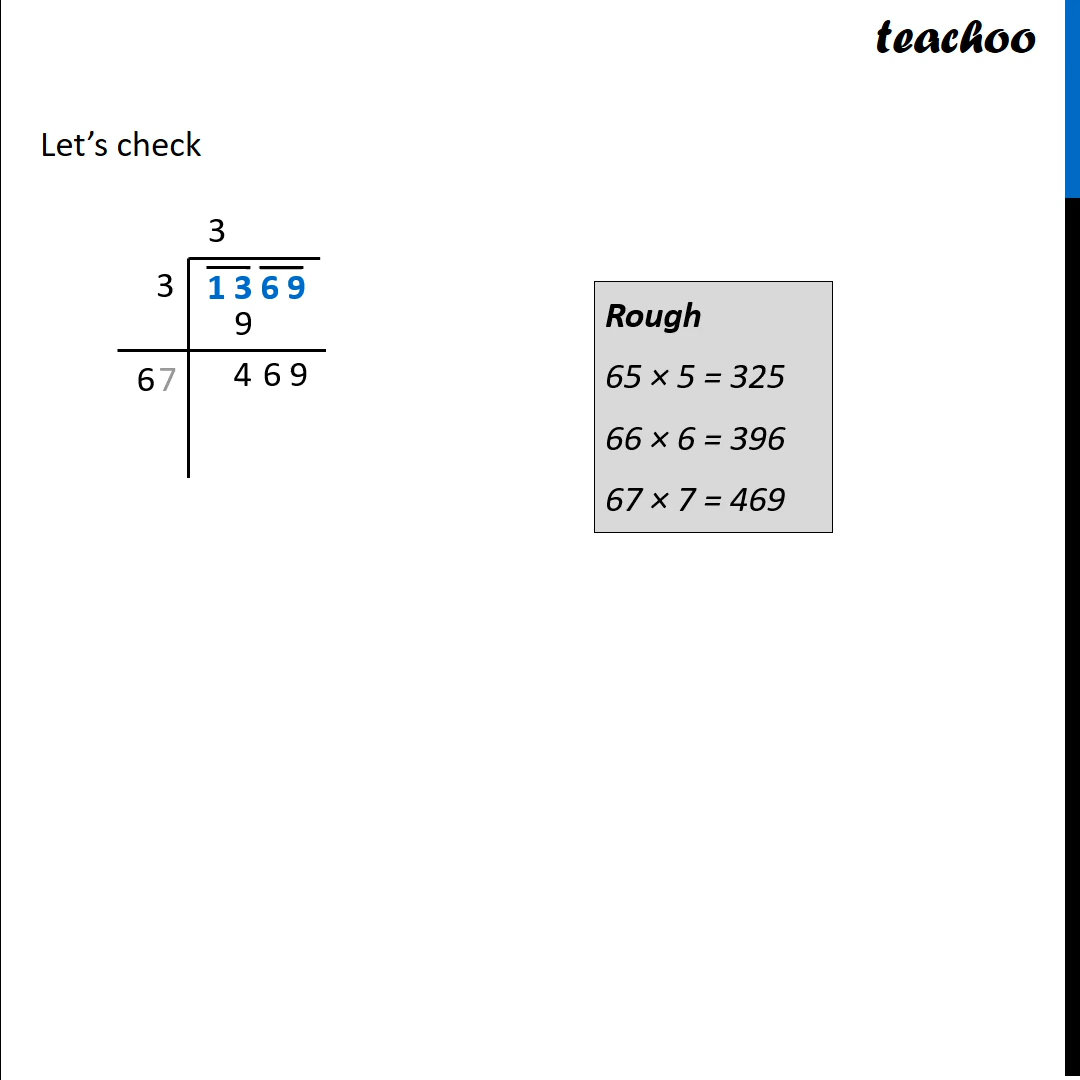 teachoo
Let’s check
3
3 1 3 6 9
9
67 4 6 9
Rough
65 × 5 = 325
66 × 6 = 396
67 × 7 = 469